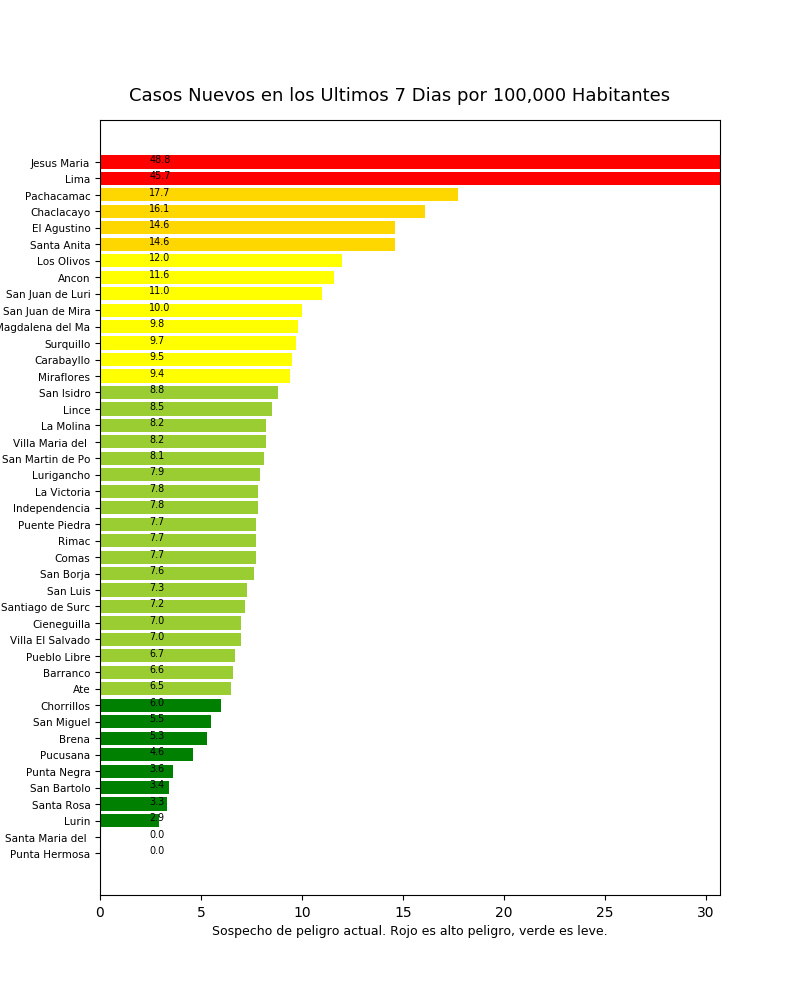 Casos Nuevos en los Ultimos 7 Dias por 100,000 Habitantes
Jesus Maria 48.8
Lima 45.7
Pachacamac 17.7
Chaclacayo 16.1
El Agustino 14.6
Santa Anita 14.6
Los Olivos 12.0
Ancon 11.6
San Juan de Luri 11.0
San Juan de Mira 10.0
Magdalena del Ma 9.8
Surquillo 9.7
Carabayllo 9.5
Miraflores 9.4
San Isidro 8.8
Lince 8.5
La Molina 8.2
Villa Maria del 8.2
San Martin de Po 8.1
Lurigancho 7.9
La Victoria 7.8
Independencia 7.8
Puente Piedra 7.7
Rimac 7.7
Comas 7.7
San Borja 7.6
San Luis 7.3
Santiago de Surc 7.2
Cieneguilla 7.0
Villa El Salvado 7.0
Pueblo Libre 6.7
Barranco 6.6
Ate 6.5
Chorrillos 6.0
San Miguel 5.5
Brena 5.3
Pucusana 4.6
Punta Negra 3.6
San Bartolo 3.4
Santa Rosa 3.3
Lurin 2.9
Santa Maria del 0.0
Punta Hermosa 0.0
0 5 10 15 20 25 30
Sospecho de peligro actual. Rojo es alto peligro, verde es leve.